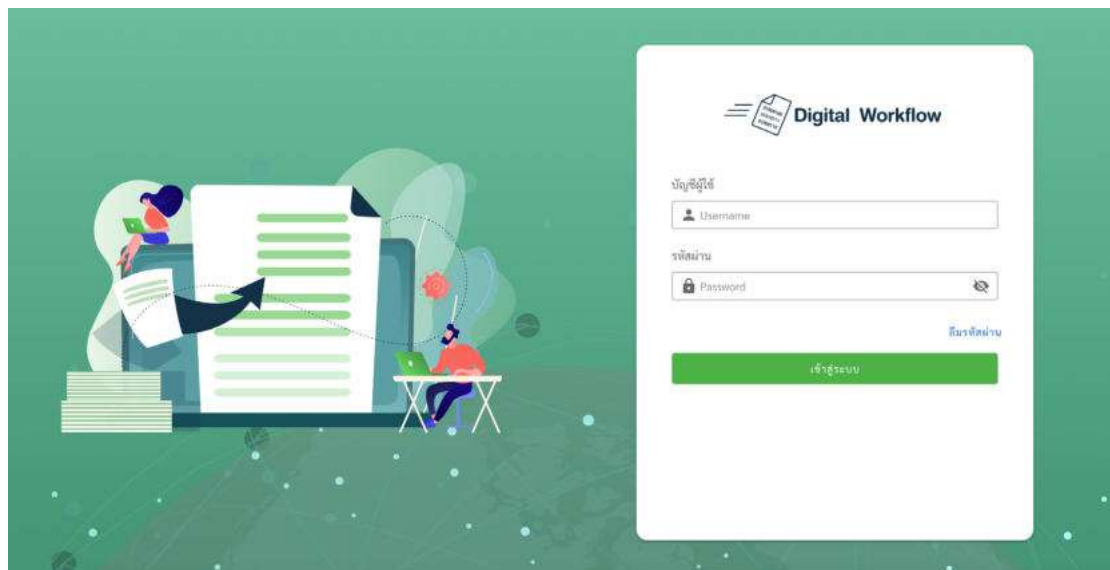 Digital Workflow
บัญชีผู้ใช้
Username
รหัสผ่าน
Password
ลืมรหัสผ่าน
เข้าสู่ระบบ